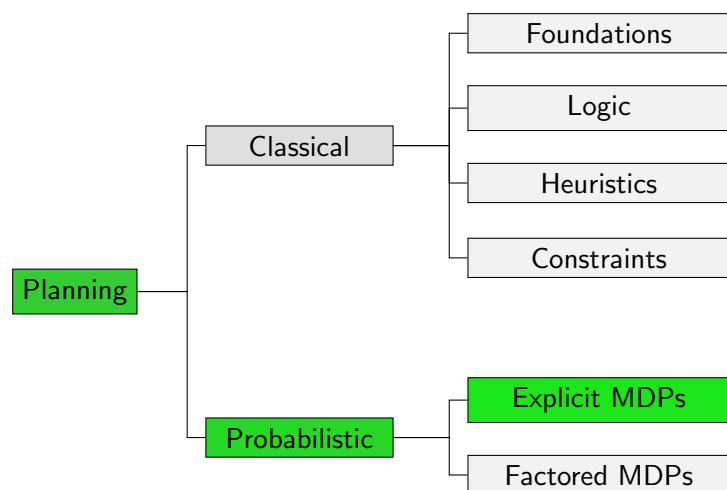 Planning
Classical
Foundations
Logic
Heuristics
Constraints
Probabilistic
Explicit MDPs
Factored MDPs